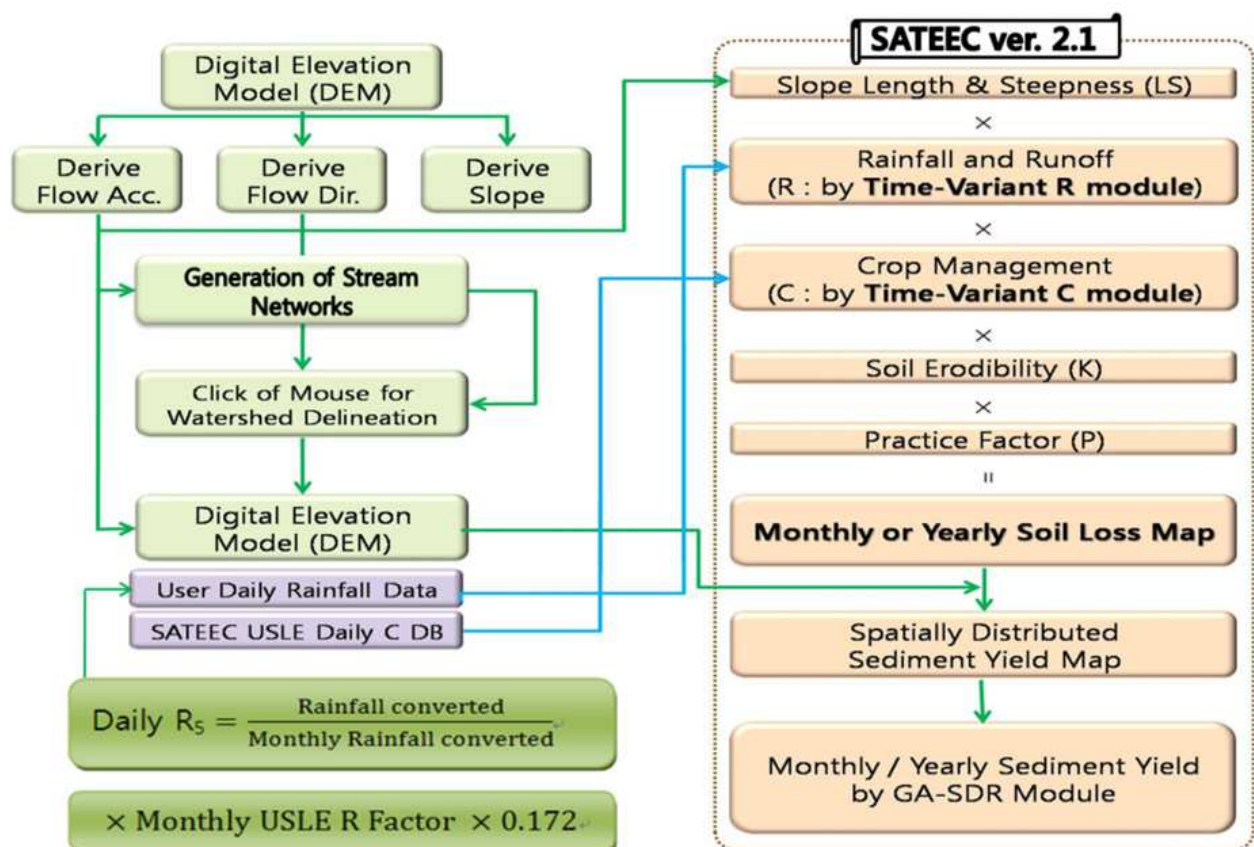 SATEEC ver. 2.1
Digital Elevation
Model (DEM)
Derive
Flow Acc.
Derive
Flow Dir.
Derive
Slope
Generation of Stream
Networks
Click of Mouse for
Watershed Delineation
Digital Elevation
Model (DEM)
User Daily Rainfall Data
SATEEC USLE Daily C DB
Daily R5 = Rainfall converted
Monthly Rainfall converted
× Monthly USLE R Factor × 0.172
Slope Length & Steepness (LS)
×
Rainfall and Runoff
(R : by Time-Variant R module)
×
Crop Management
(C : by Time-Variant C module)
×
Soil Erodibility (K)
×
Practice Factor (P)
=
Monthly or Yearly Soil Loss Map
Spatially Distributed
Sediment Yield Map
Monthly / Yearly Sediment Yield
by GA-SDR Module